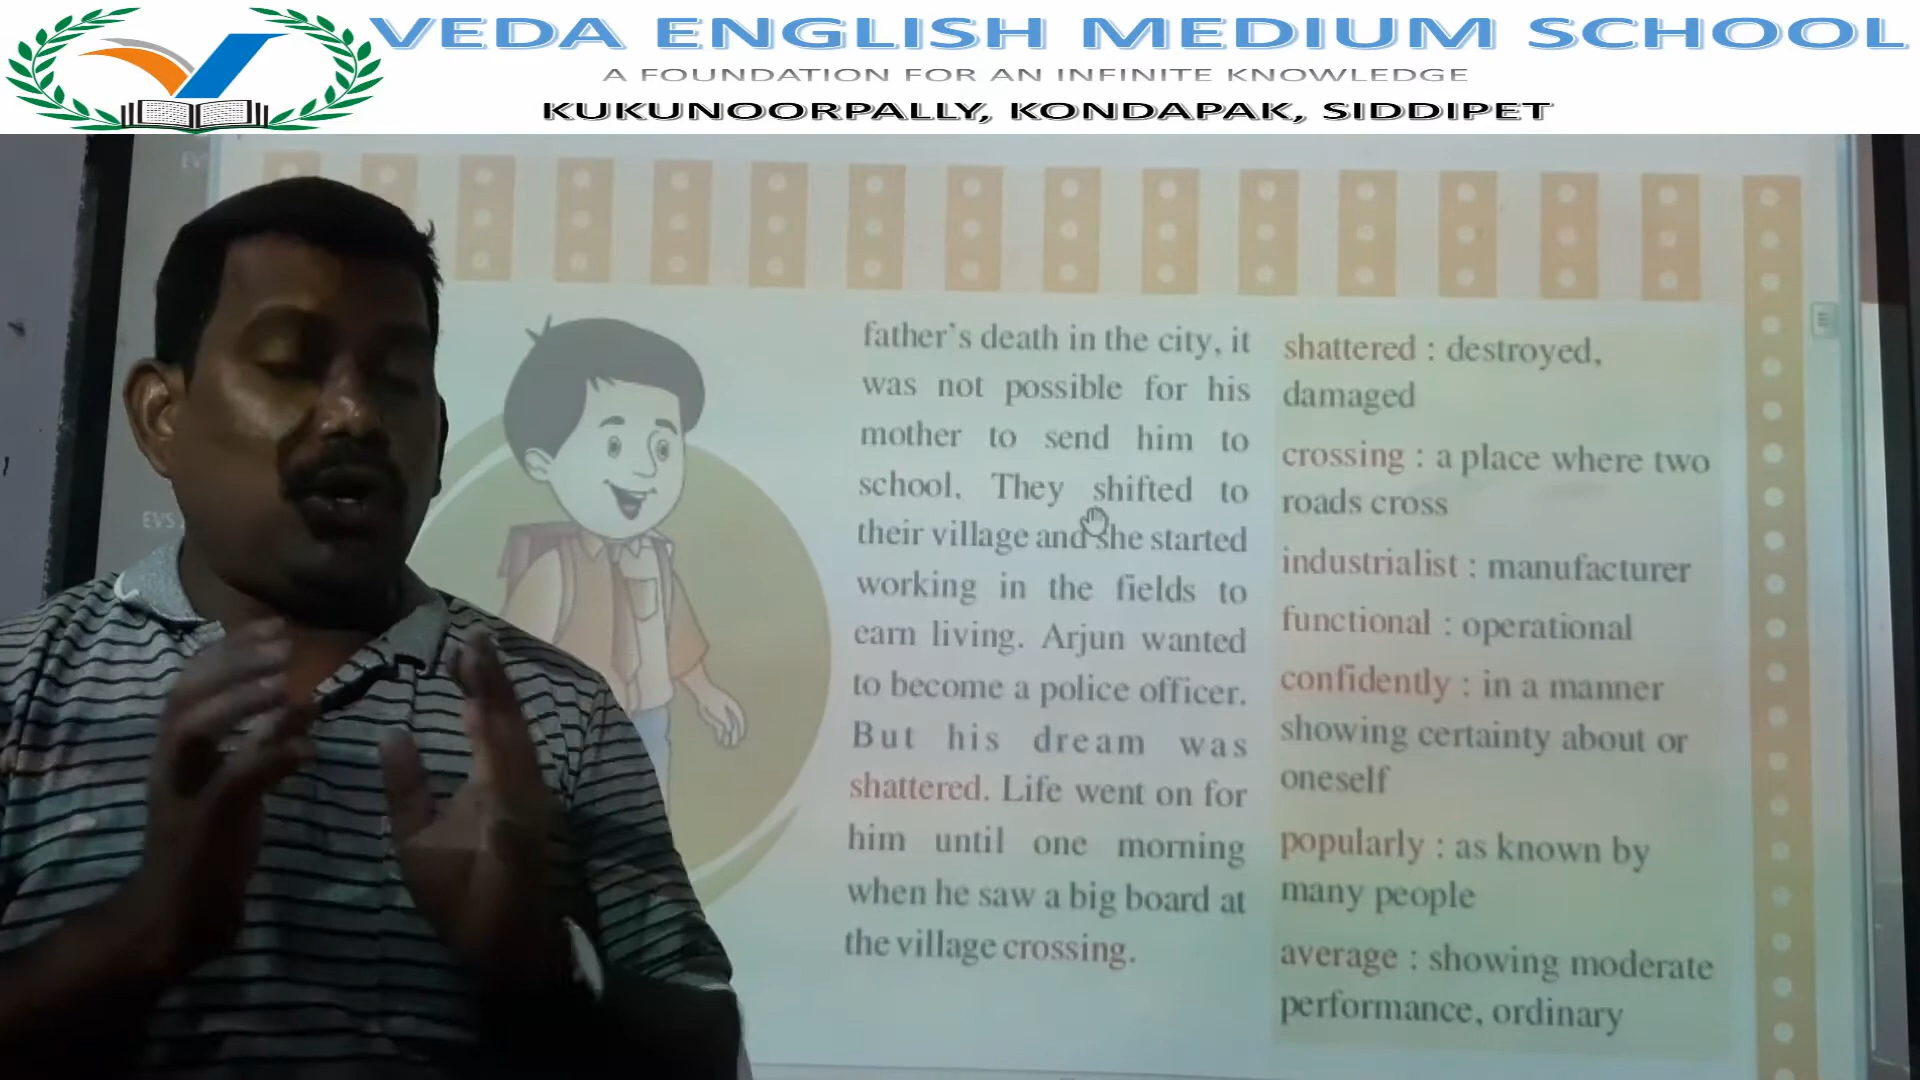 VEDA ENGLISH MEDIUM SCHOOL
A FOUNDATION FOR AN INFINITE KNOWLEDGE
KUKUNOORPALLY, KONDAPAK, SIDDIPET
father's death in the city, it
was not possible for his
mother to send him to
school. They shifted to
their village and she started
working in the fields to
earn living. Arjun wanted
to become a police officer.
But his dream was
shattered. Life went on for
him until one morning
when he saw a big board at
the village crossing.
shattered : destroyed,
damaged
crossing : a place where two
roads cross
industrialist : manufacturer
functional : operational
confidently : in a manner
showing certainty about or
oneself
popularly : as known by
many people
average : showing moderate
performance, ordinary